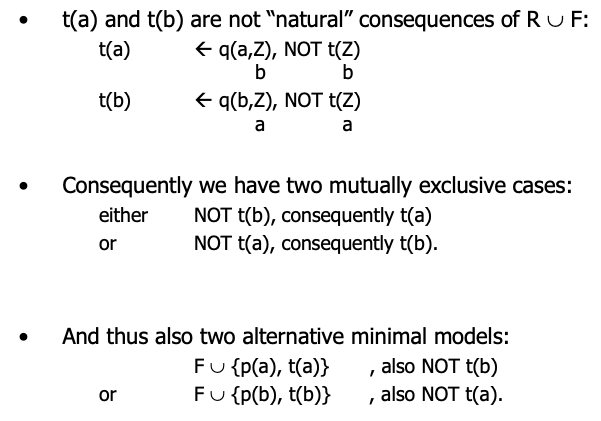 • t(a) and t(b) are not “natural” consequences of R ∪ F:
t(a) ← q(a,Z), NOT t(Z)
b b
t(b) ← q(b,Z), NOT t(Z)
a a
• Consequently we have two mutually exclusive cases:
either NOT t(b), consequently t(a)
or NOT t(a), consequently t(b).
• And thus also two alternative minimal models:
F ∪ {p(a), t(a)} , also NOT t(b)
or F ∪ {p(b), t(b)} , also NOT t(a).